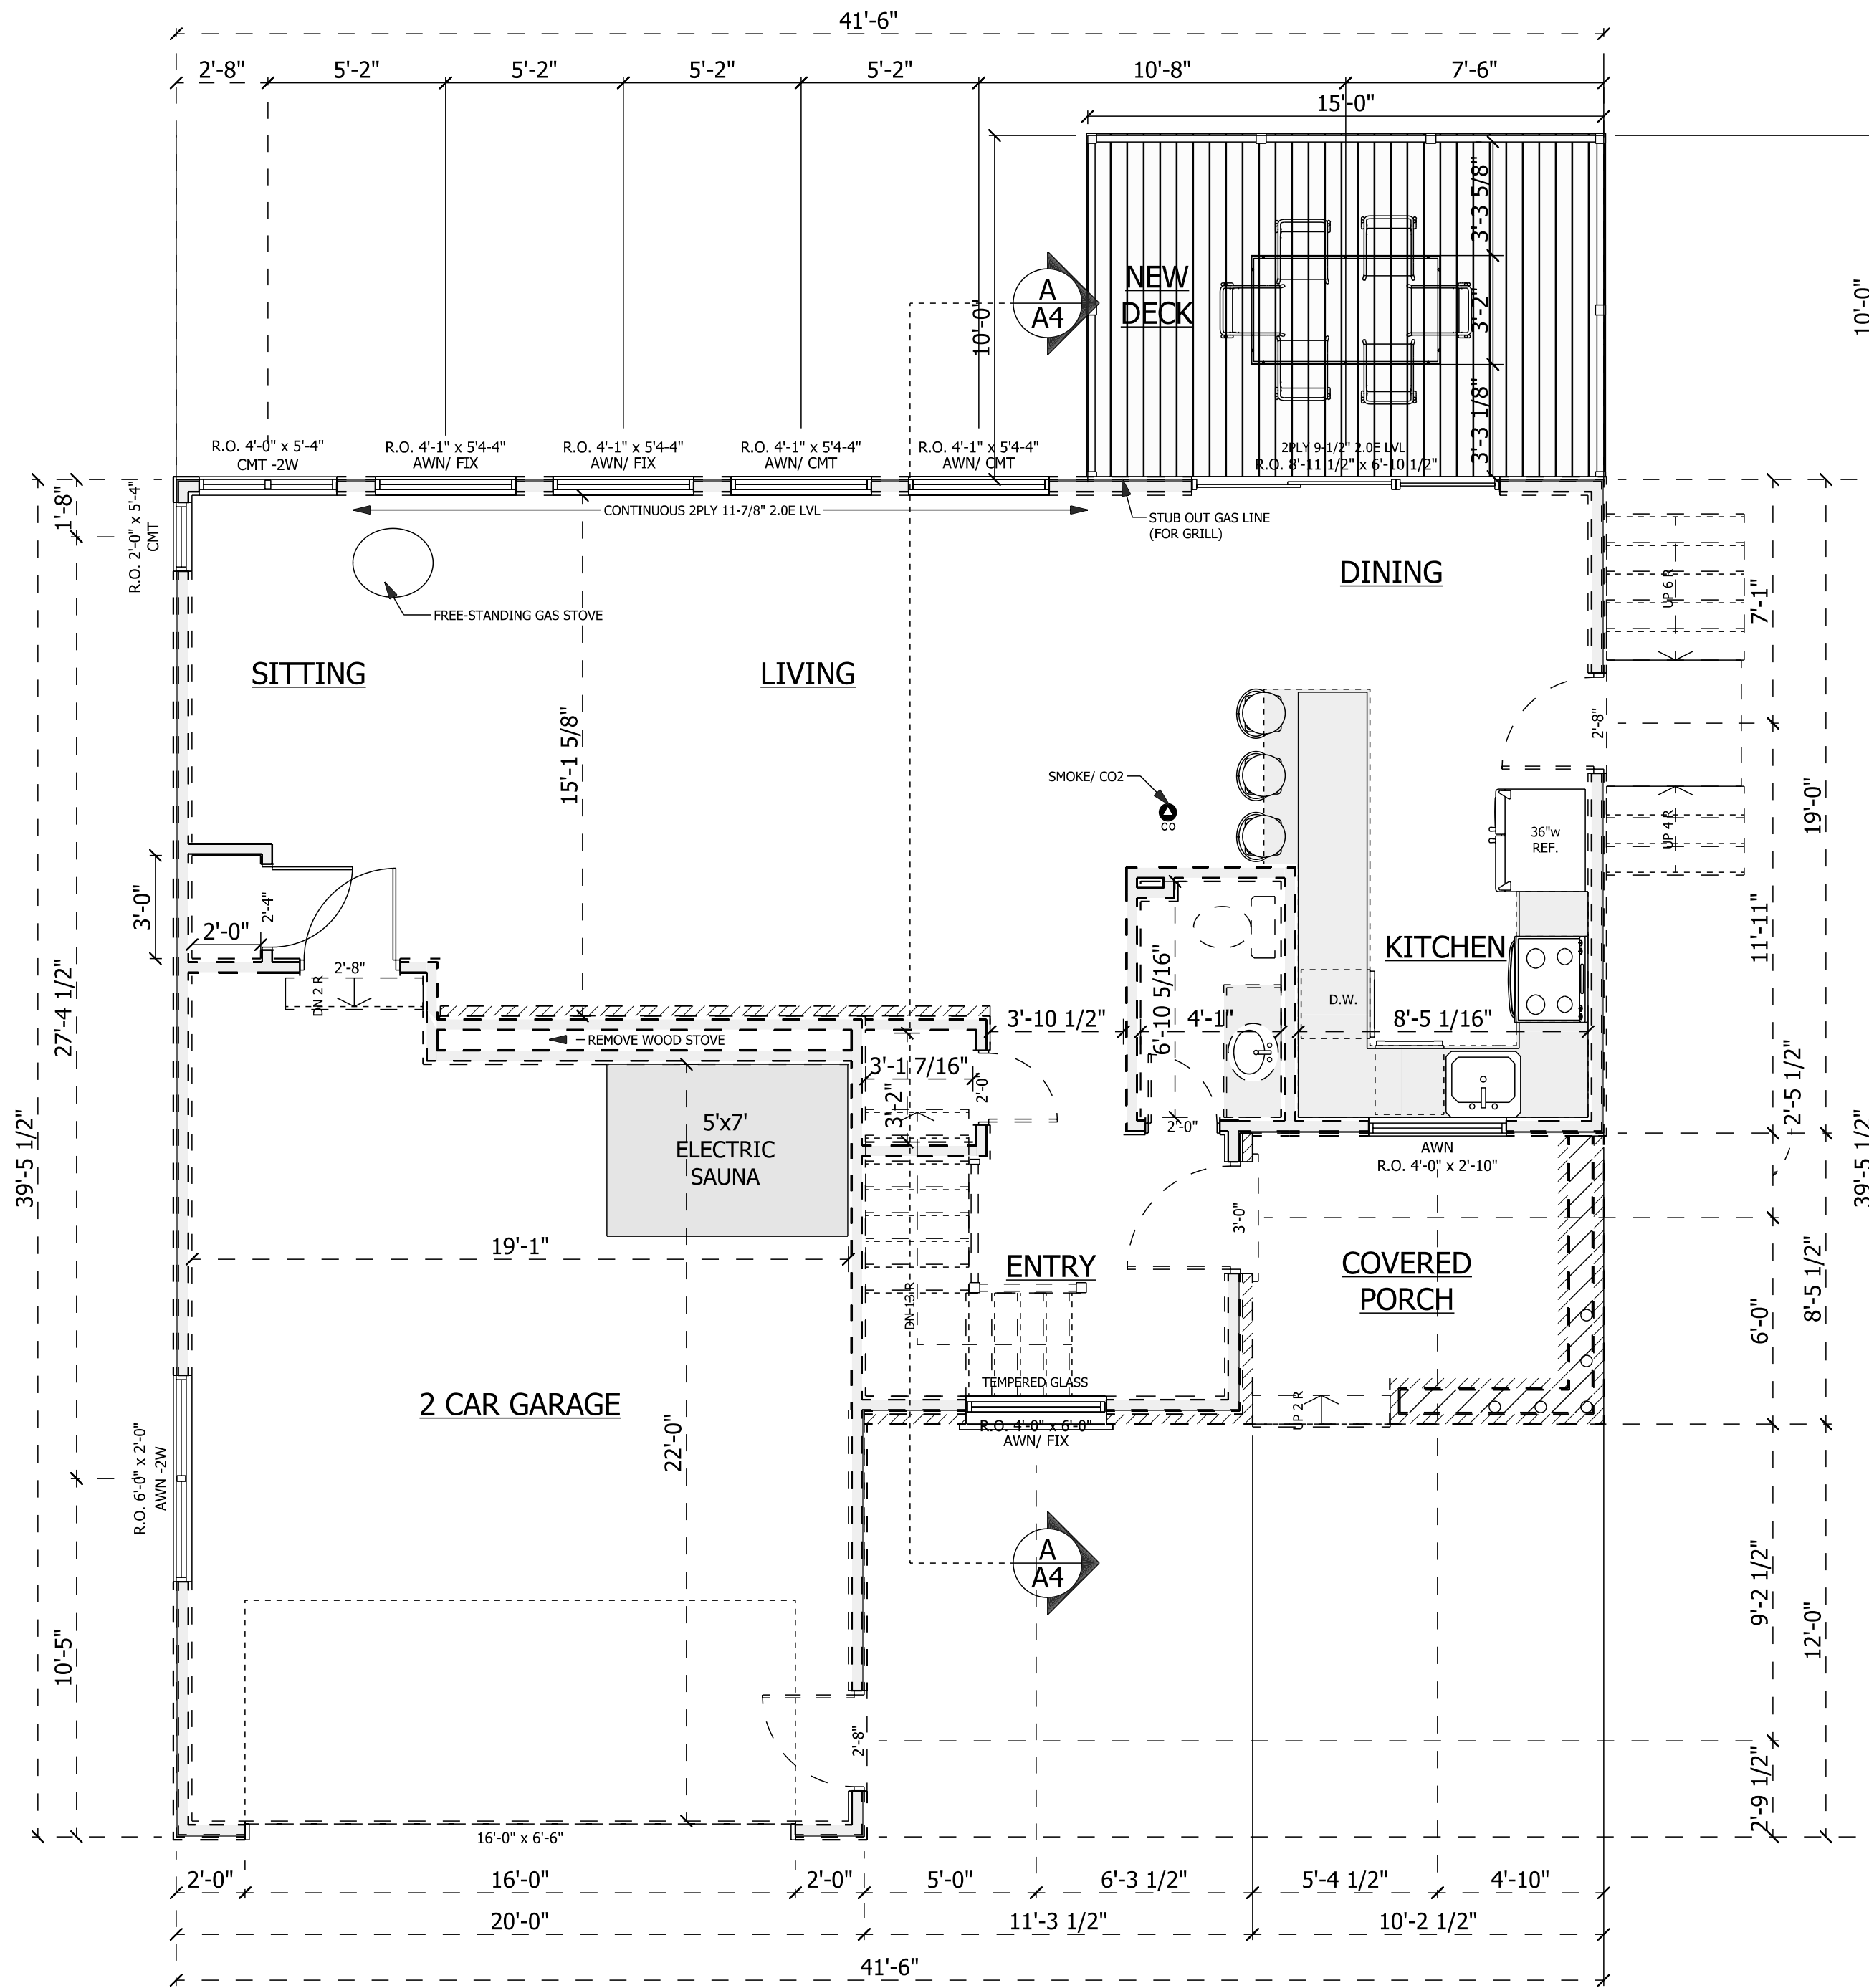 41'-6"
2'-8"
5'-2"
5'-2"
5'-2"
5'-2"
10'-8"
7'-6"
15'-0"
3'-3 5/8"
NEW
DECK
A
A4
10'-0"
10'-0"
3'-2"
3'-3 1/8"
R.O. 4'-0" x 5'-4"
CMT -2W
R.O. 4'-1" x 5'4-4"
AWN/ FIX
R.O. 4'-1" x 5'4-4"
AWN/ FIX
R.O. 4'-1" x 5'4-4"
AWN/ CMT
R.O. 4'-1" x 5'4-4"
AWN/ CMT
2PLY 9-1/2" 2.0E LVL
R.O. 8'-11 1/2" x 6'-10 1/2"
1'-8"
R.O. 2'-0" x 5'-4"
CMT
CONTINUOUS 2PLY 11-7/8" 2.0E LVL
STUB OUT GAS LINE
(FOR GRILL)
DINING
UP 6 R
7'-1"
FREE-STANDING GAS STOVE
SITTING
LIVING
15'-1 5/8"
2'-8"
SMOKE/ CO2
CO
36"w
REF.
UP 4 R
19'-0"
3'-0"
2'-4"
2'-0"
2'-8"
DN 2 R
KITCHEN
11'-11"
6'-10 5/16"
D.W.
27'-4 1/2"
3'-10 1/2"
4'-1"
8'-5 1/16"
REMOVE WOOD STOVE
3'-1 7/16"
3'-2"
2'-0"
2'-0"
2'-5 1/2"
39'-5 1/2"
39'-5 1/2"
5'x7'
ELECTRIC
SAUNA
AWN
R.O. 4'-0" x 2'-10"
3'-0"
19'-1"
ENTRY
COVERED
PORCH
DN 13 R
8'-5 1/2"
6'-0"
TEMPERED GLASS
2 CAR GARAGE
22'-0"
R.O. 4'-0" x 6'-0"
AWN/ FIX
UP 2 R
R.O. 6'-0" x 2'-0"
AWN -2W
A
A4
9'-2 1/2"
10'-5"
12'-0"
2'-8"
2'-9 1/2"
16'-0" x 6'-6"
2'-0"
16'-0"
2'-0"
5'-0"
6'-3 1/2"
5'-4 1/2"
4'-10"
20'-0"
11'-3 1/2"
10'-2 1/2"
41'-6"